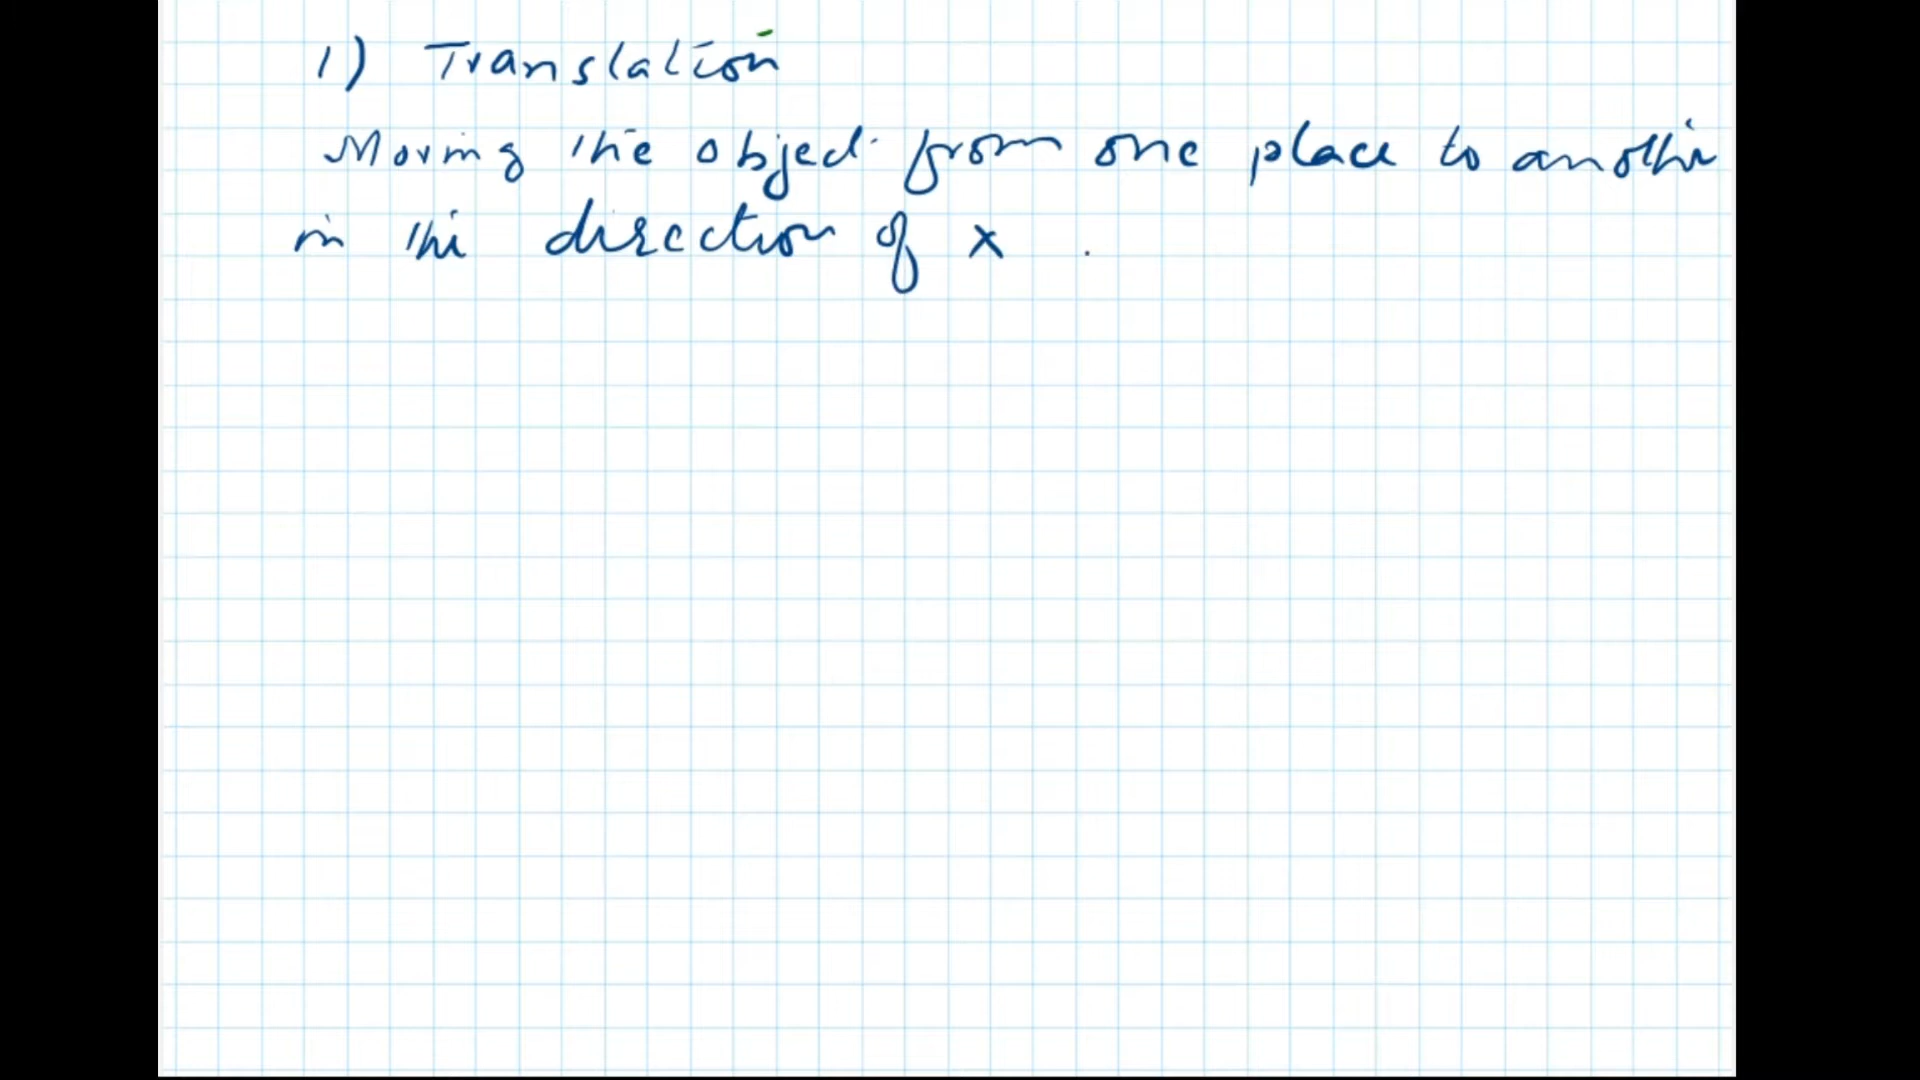 1) Translation
Moving the object from one place to another
in the direction of x .